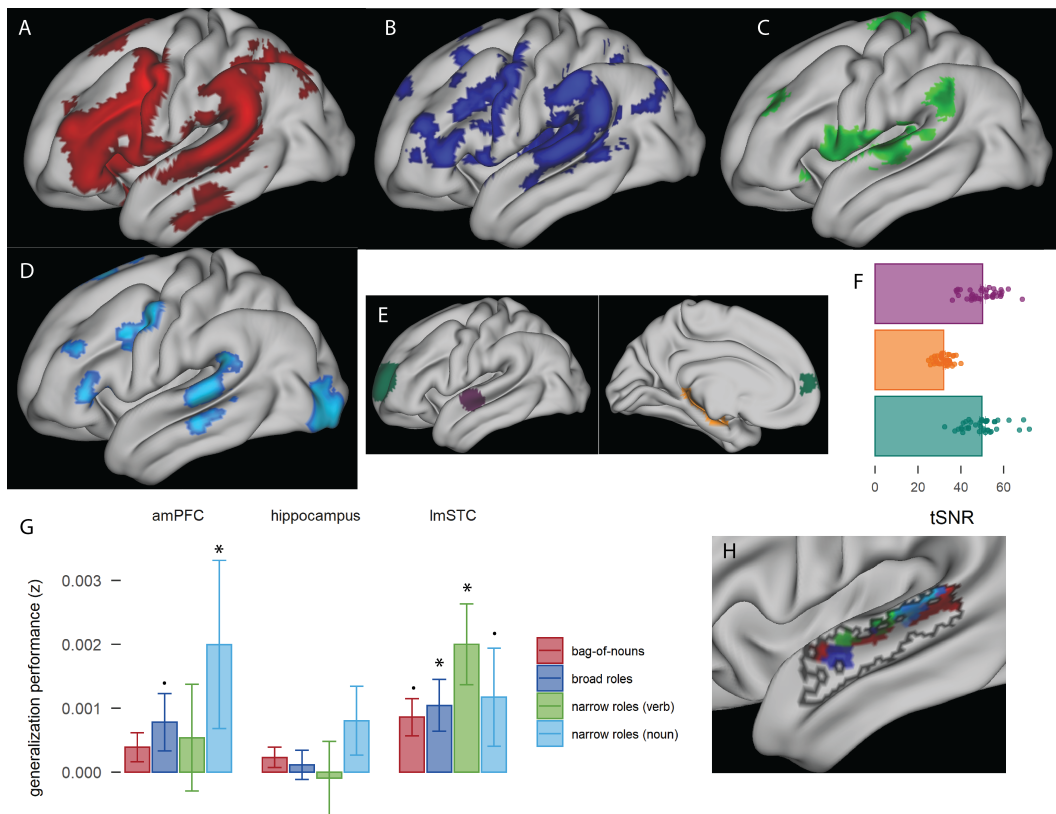 A
B
C
D
E
F
0
20
40
60
tSNR
G
amPFC
hippocampus
lmSTC
generalization performance (z)
0.003
0.002
0.001
0.000
*
*
*
bag-of-nouns
broad roles
narrow roles (verb)
narrow roles (noun)
H